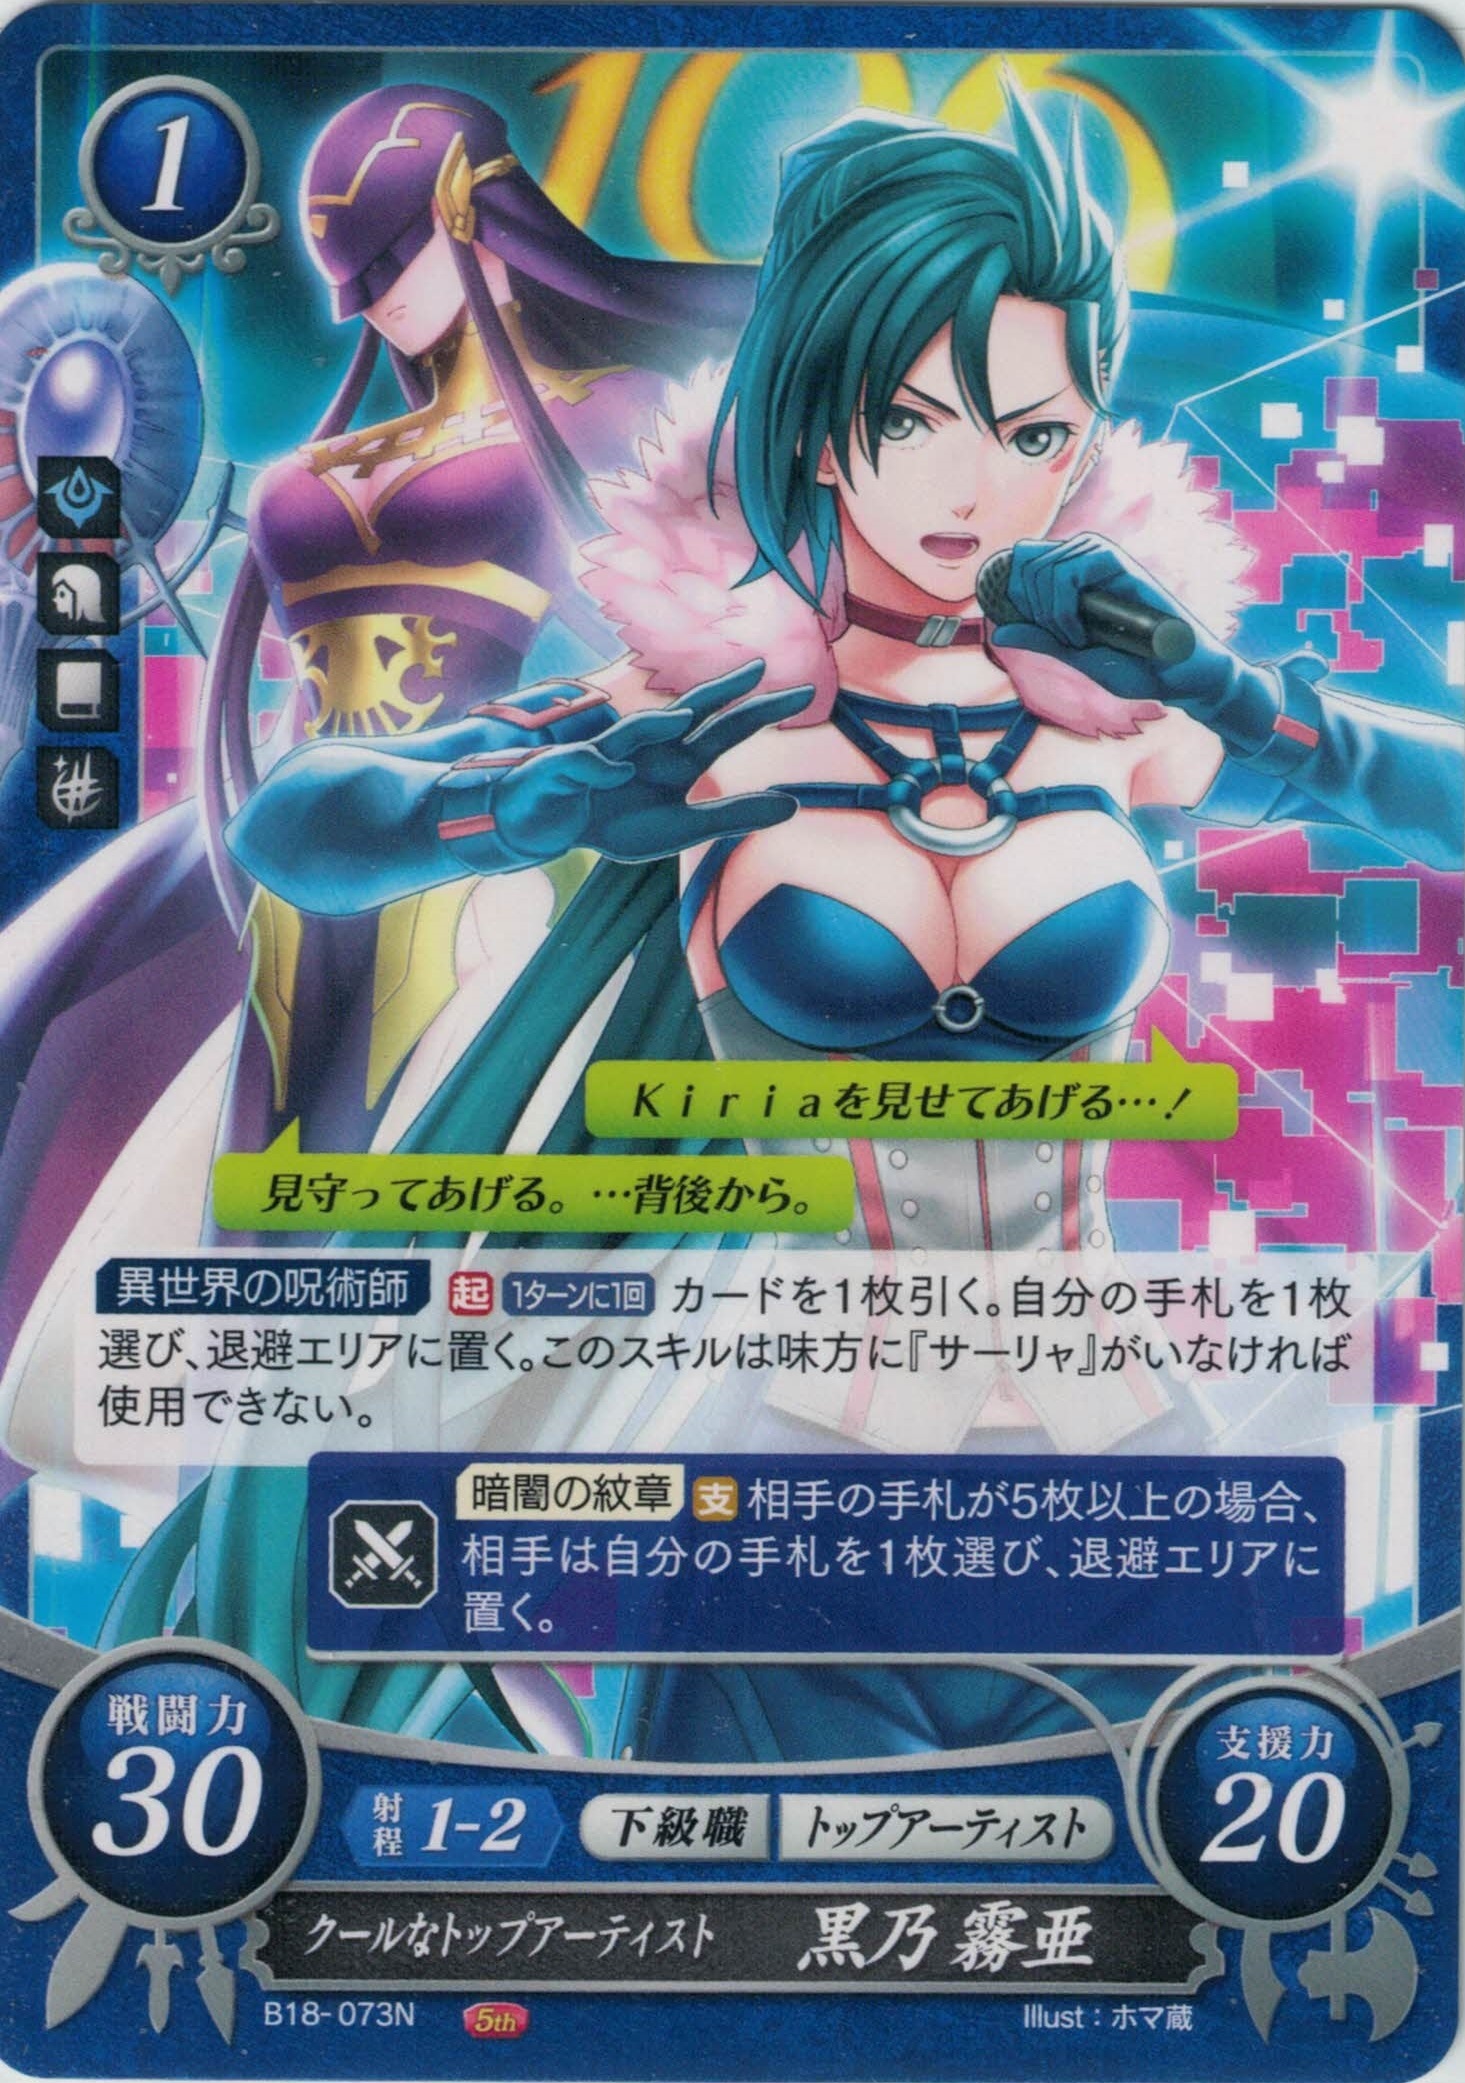 1
106
Kiriaを見せてあげる…!
見守ってあげる。…背後から。
異世界の呪術師 起 1ターンに1回 カードを1枚引く。自分の手札を1枚
選び、退避エリアに置く。このスキルは味方に『サーリャ』がいなければ
使用できない。
暗闇の紋章 支 相手の手札が5枚以上の場合、
相手は自分の手札を1枚選び、退避エリアに
置く。
戦闘力
30
射程 1-2
下級職
トップアーティスト
支援力
20
クールなトップアーティスト 黒乃 霧亜
B18-073N
5th
Illust : ホマ蔵